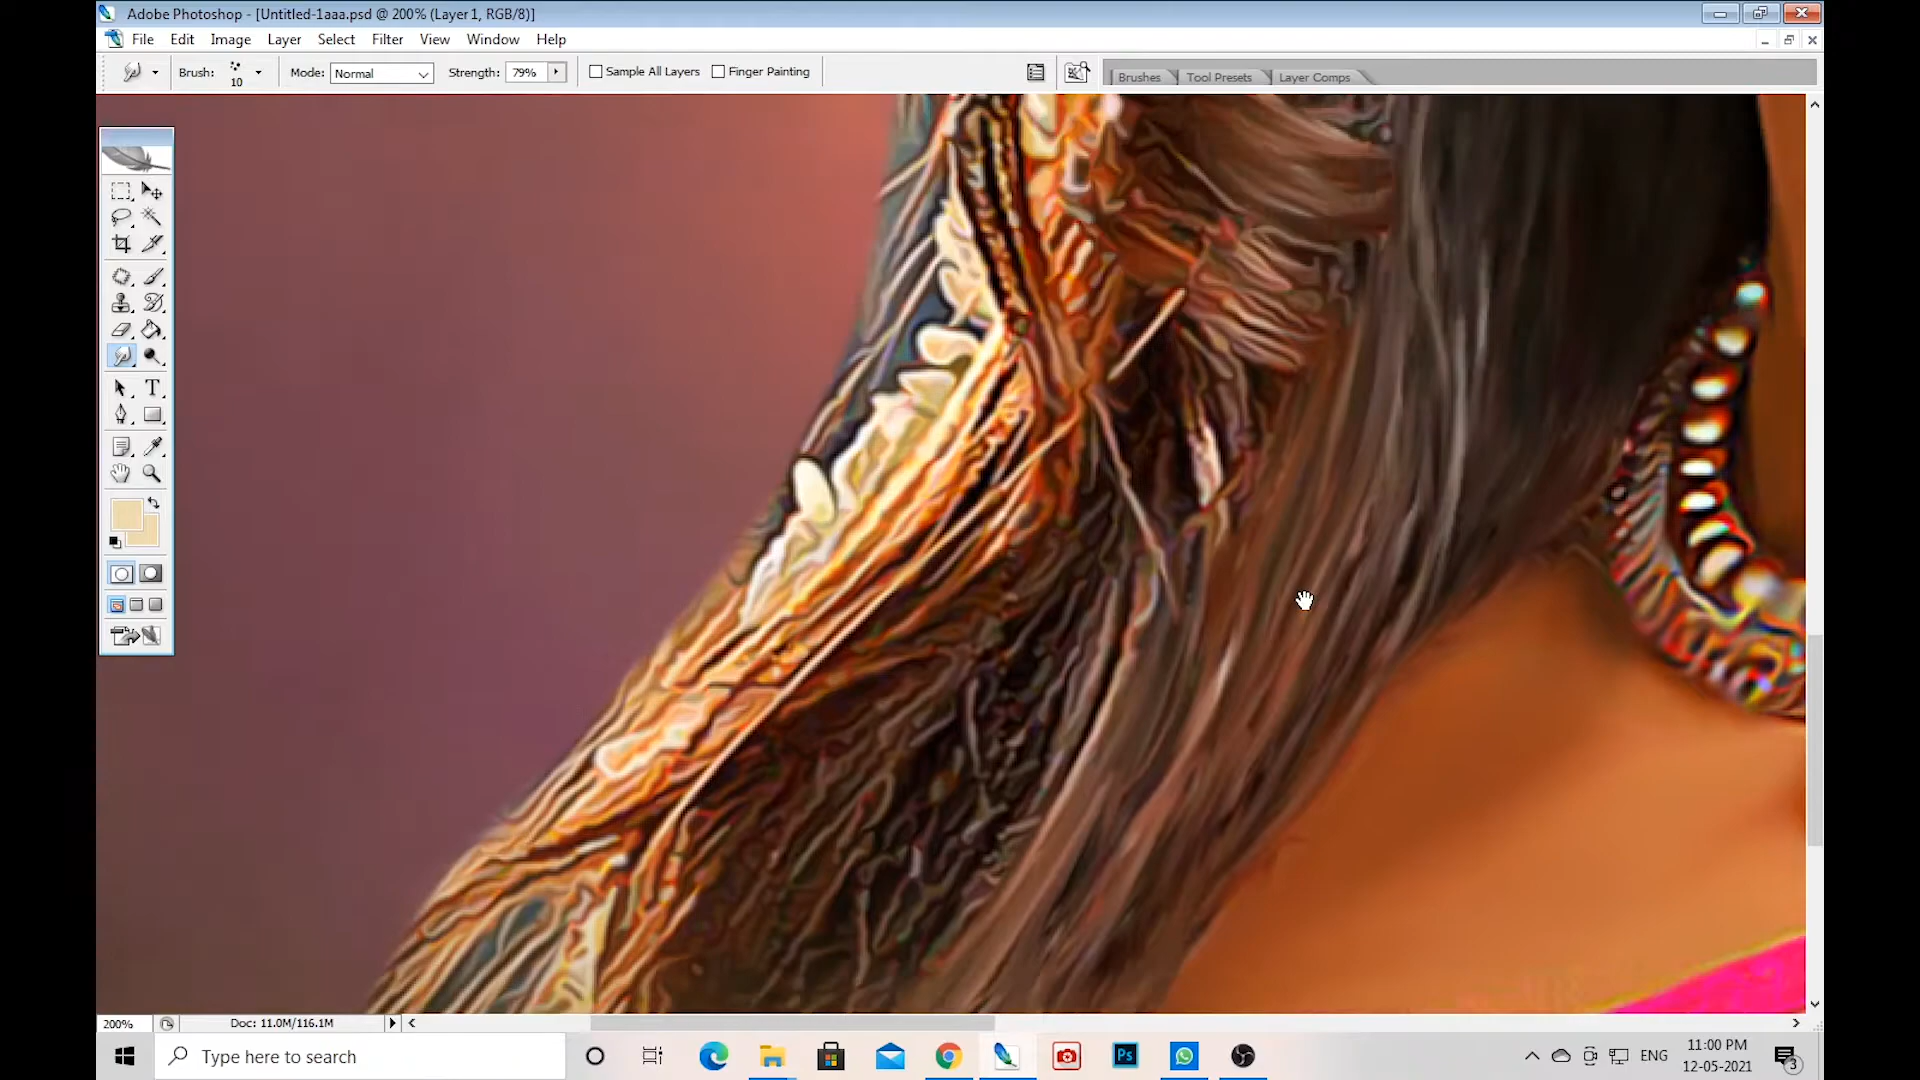 Adobe Photoshop - [Untitled-1aaa.psd @ 200% (Layer 1, RGB/8)]
File Edit Image Layer Select Filter View Window Help
Brush: 10 Mode: Normal Strength: 79% Sample All Layers Finger Painting Brushes Tool Presets Layer Comps
T
200% Doc: 11.0M/116.1M
Type here to search
Ps
ENG
11:00 PM
12-05-2021
3